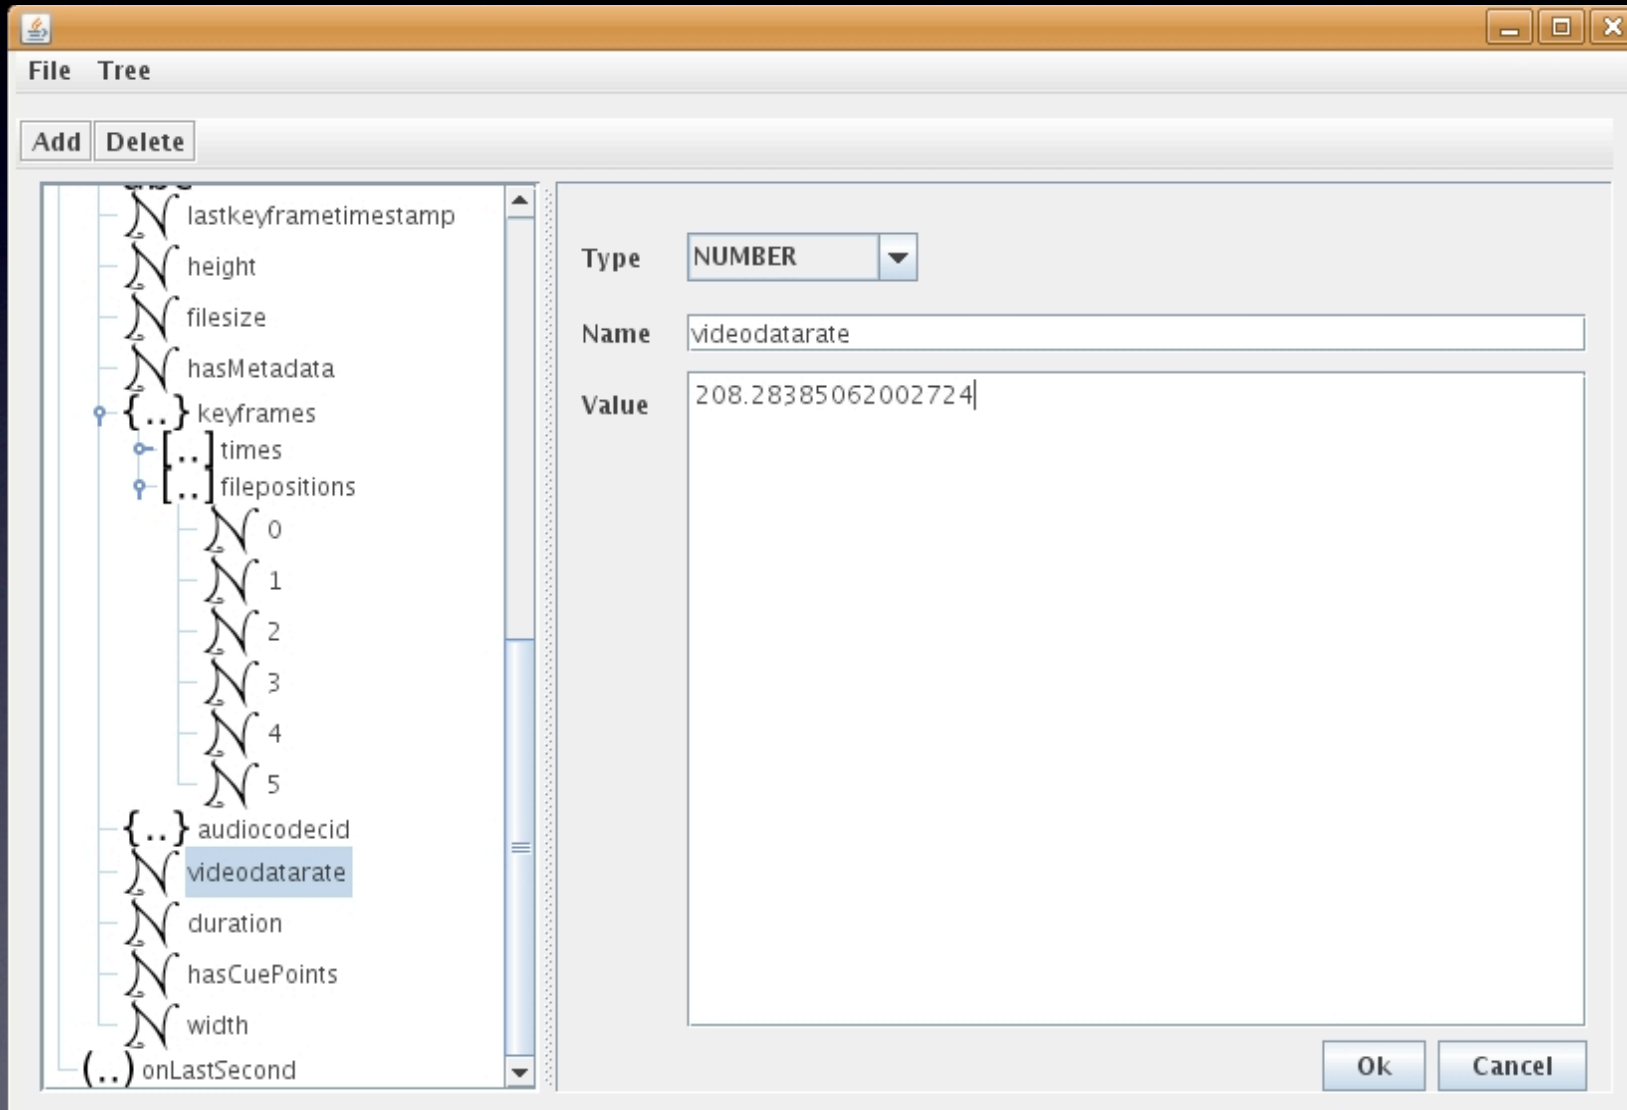 File Tree
Add Delete
lastkeyframetimestamp
height
filesize
hasMetadata
{..} keyframes
[..] times
[..] filepositions
N 0
N 1
N 2
N 3
N 4
N 5
{..} audiocodecid
N videodatarate
N duration
N hasCuePoints
N width
(..) onLastSecond
Type NUMBER
Name videodatarate
Value 208.28385062002724
Ok Cancel